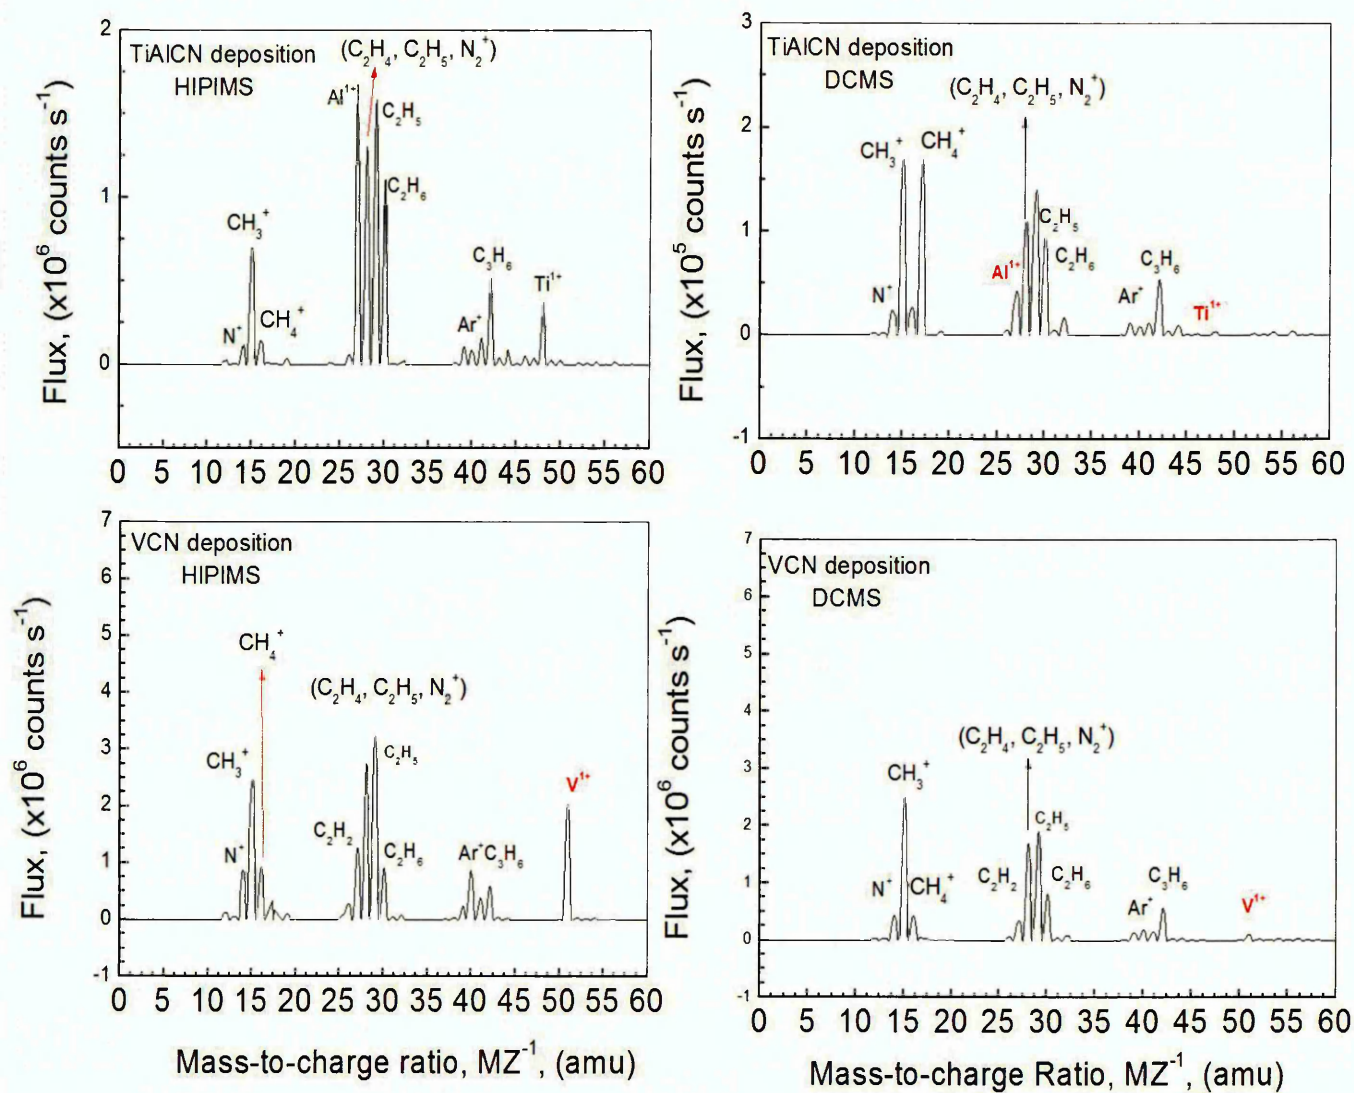 TiAlCN deposition
HIPIMS
(C₂H₄, C₂H₅, N₂⁺)
Al¹⁺
C₂H₅
C₂H₆
CH₃⁺
C₃H₆
Ti¹⁺
N⁺
CH₄⁺
Ar⁺
2
1
0
Flux, (x10⁶ counts s⁻¹)
0 5 10 15 20 25 30 35 40 45 50 55 60
TiAlCN deposition
DCMS
(C₂H₄, C₂H₅, N₂⁺)
CH₃⁺
CH₄⁺
C₂H₅
Al¹⁺
C₂H₆
C₃H₆
N⁺
Ar⁺
Ti¹⁺
3
2
1
0
-1
Flux, (x10⁵ counts s⁻¹)
0 5 10 15 20 25 30 35 40 45 50 55 60
VCN deposition
HIPIMS
CH₄⁺
(C₂H₄, C₂H₅, N₂⁺)
CH₃⁺
C₂H₅
V¹⁺
N⁺
C₂H₂
C₂H₆
Ar⁺C₃H₆
7
6
5
4
3
2
1
0
-1
Flux, (x10⁶ counts s⁻¹)
0 5 10 15 20 25 30 35 40 45 50 55 60
Mass-to-charge ratio, MZ⁻¹, (amu)
VCN deposition
DCMS
(C₂H₄, C₂H₅, N₂⁺)
CH₃⁺
C₂H₅
N⁺
CH₄⁺
C₂H₂
C₂H₆
C₃H₆
Ar⁺
V¹⁺
7
6
5
4
3
2
1
0
-1
Flux, (x10⁶ counts s⁻¹)
0 5 10 15 20 25 30 35 40 45 50 55 60
Mass-to-charge Ratio, MZ⁻¹, (amu)